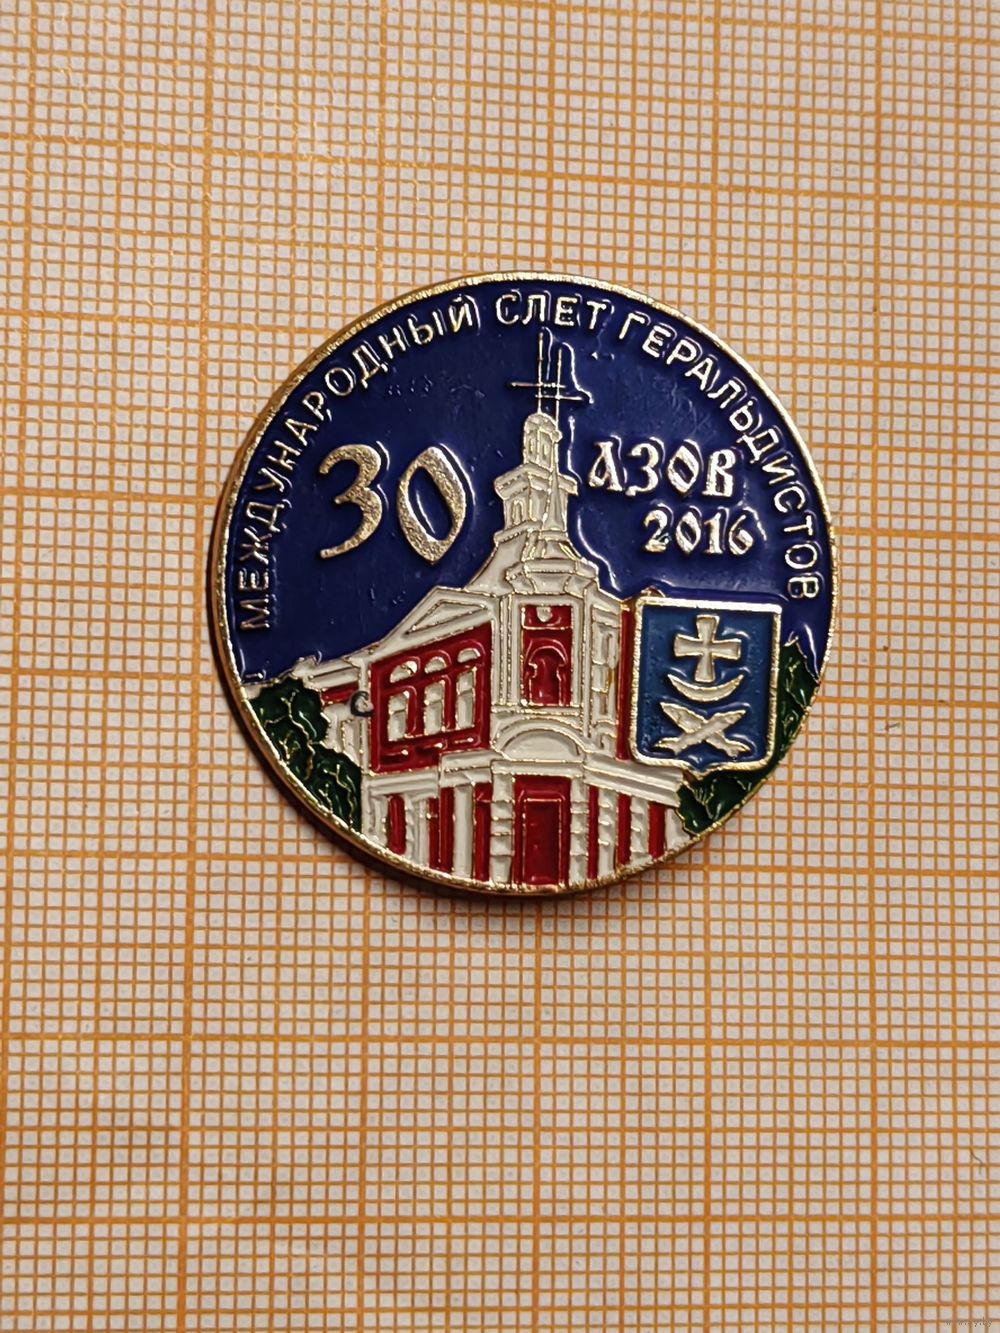 МЕЖДУНАРОДНЫЙ СЛЕТ ГЕРАЛЬДИСТОВ
30
АЗОВ
2016